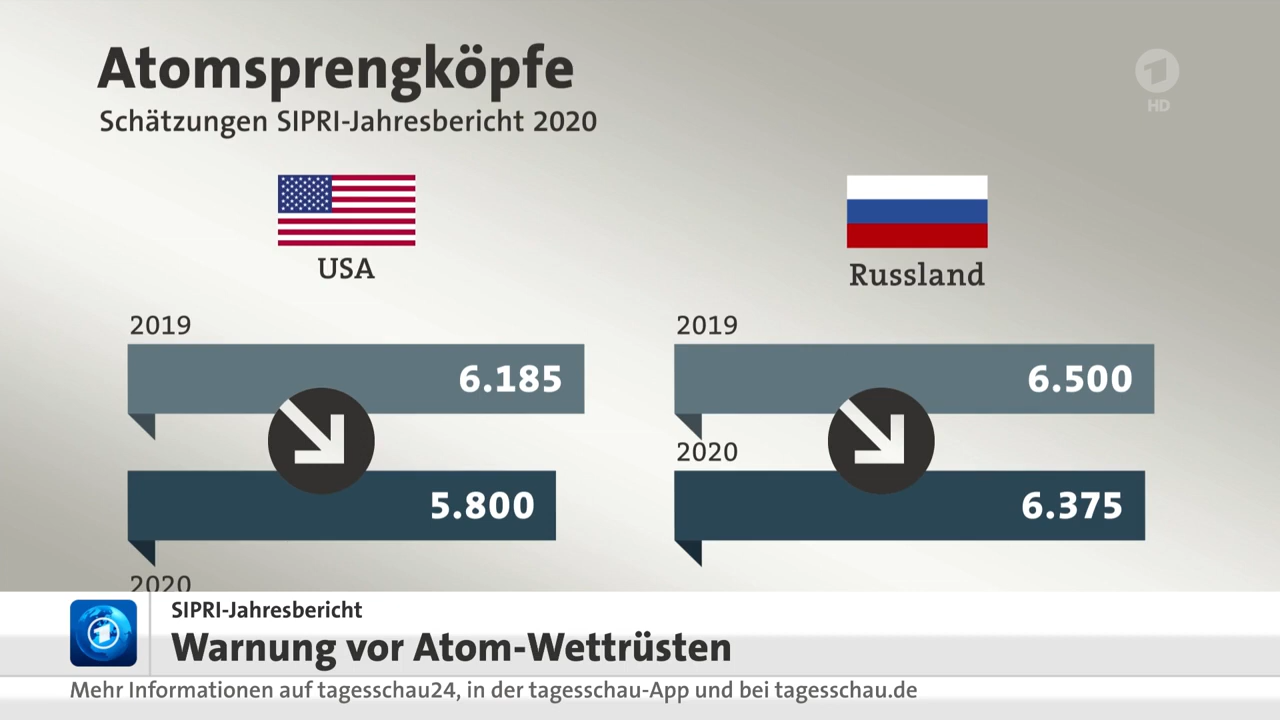 Atomsprengköpfe
Schätzungen SIPRI-Jahresbericht 2020
1
HD
USA
2019
6.185
5.800
2020
Russland
2019
6.500
2020
6.375
1
SIPRI-Jahresbericht
Warnung vor Atom-Wettrüsten
Mehr Informationen auf tagesschau24, in der tagesschau-App und bei tagesschau.de